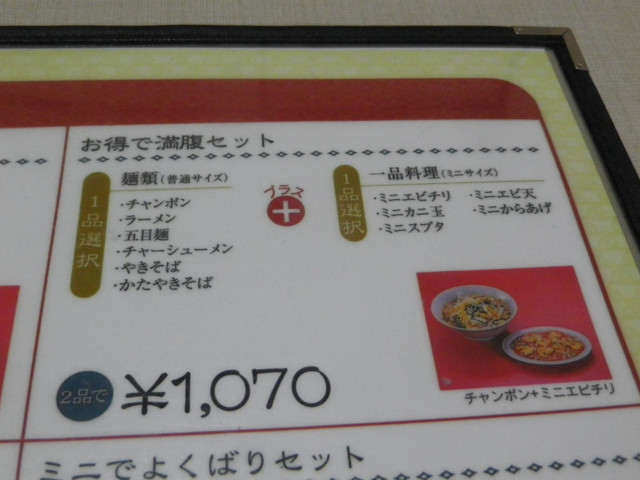 お得で満腹セット
1品選択
麺類(普通サイズ)
・チャンポン
・ラーメン
・五目麺
・チャーシューメン
・やきそば
・かたやきそば
プラス
+
1品選択
一品料理(ミニサイズ)
・ミニエビチリ ・ミニエビ天
・ミニカニ玉 ・ミニからあげ
・ミニスブタ
2品で ¥1,070
チャンポン+ミニエビチリ
ミニでよくばりセット